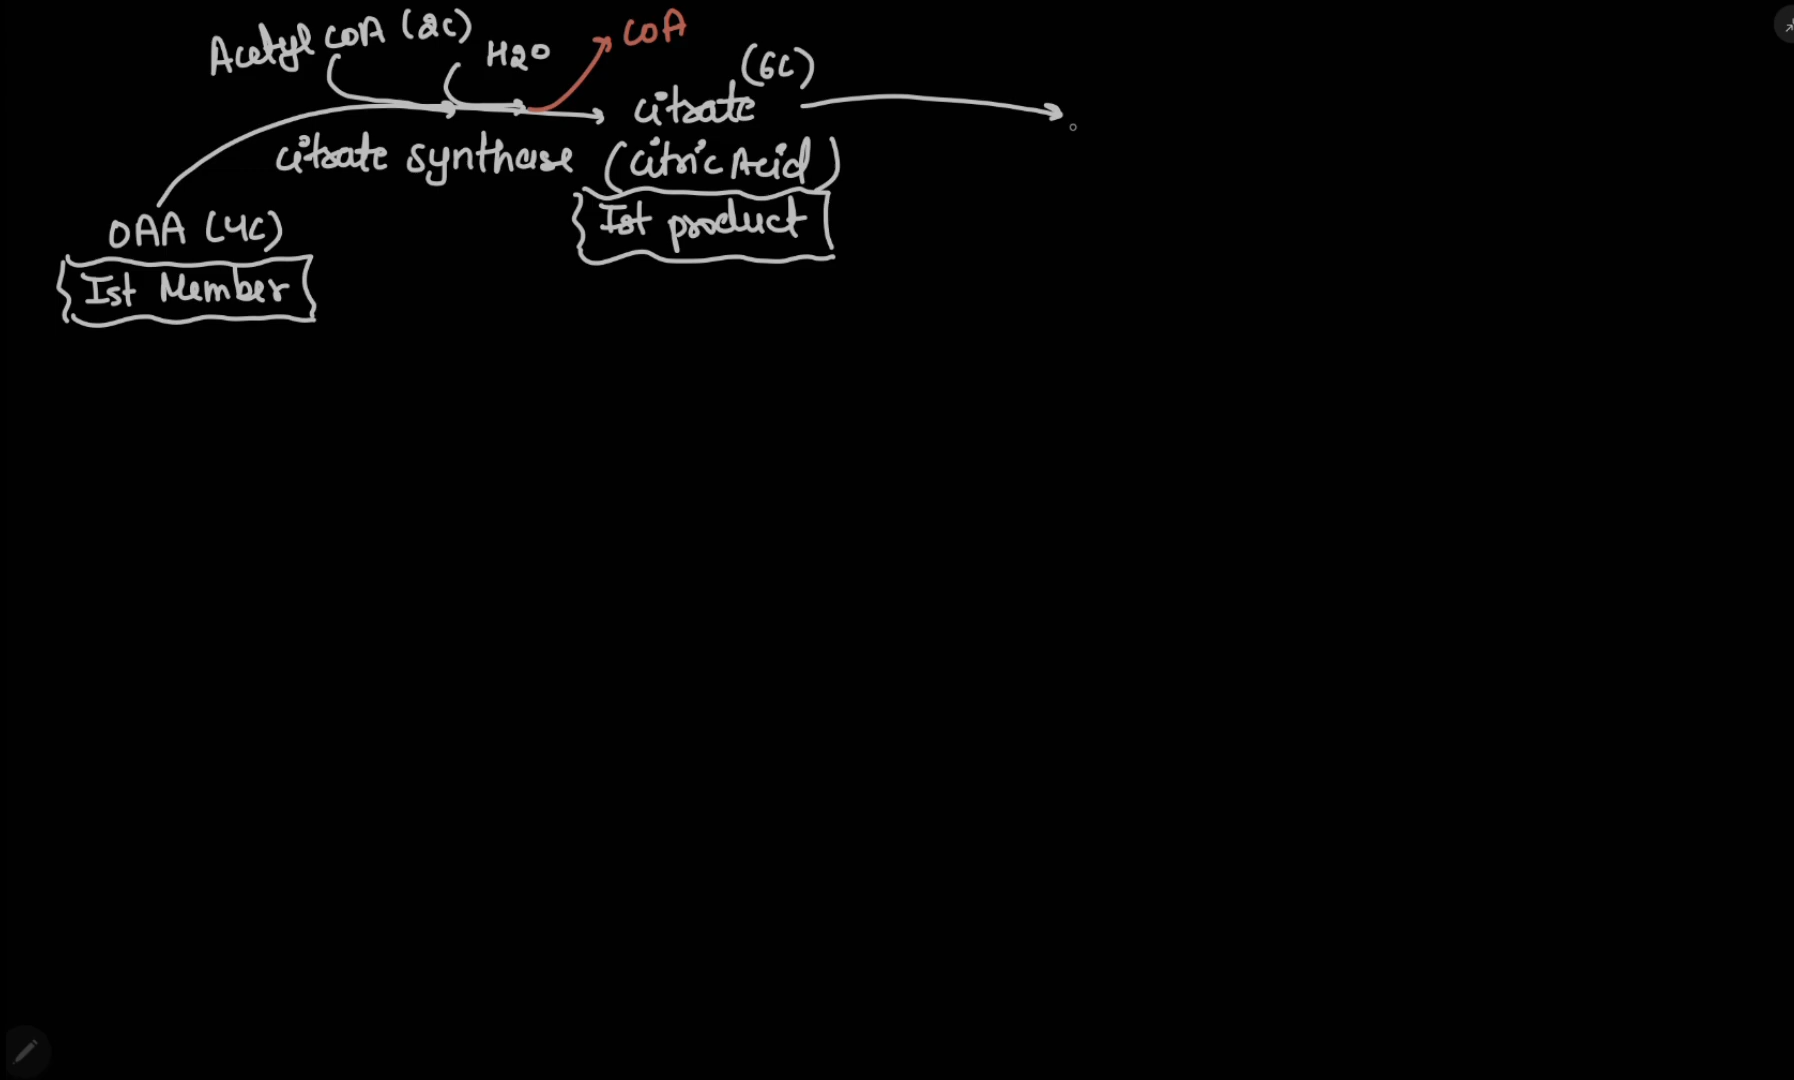 Acetyl CoA (2C)
H2O
CoA
(6C)
citrate
citrate synthase
(citric Acid)
Ist product
OAA (4C)
Ist Member